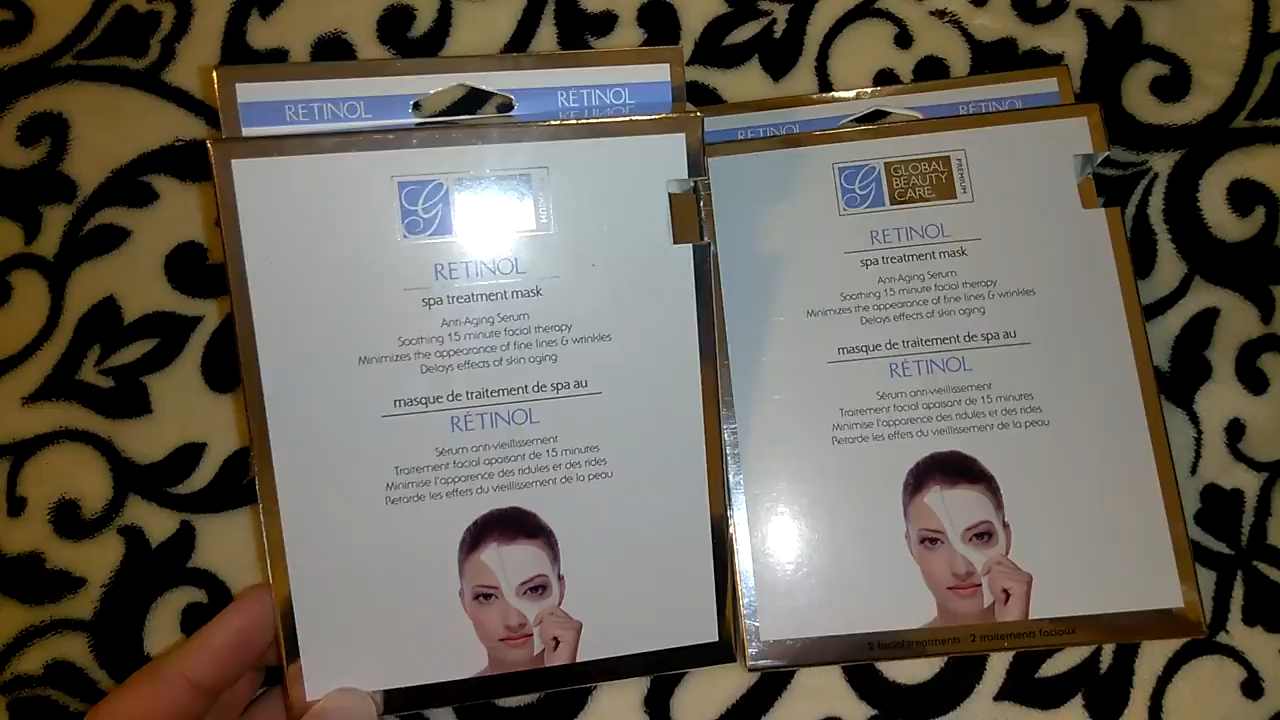 RETINOL RÉTINOL
G
RETINOL
spa treatment mask
Anti-Aging Serum
Soothing 15 minute facial therapy
Minimizes the appearance of fine lines & wrinkles
Delays effects of skin aging
masque de traitement de spa au
RÉTINOL
Sérum anti-vieillissement
Traitement facial apaisant de 15 minutes
Minimise l'apparence des ridules et des rides
Retarde les effets du vieillissement de la peau
RETINOL RÉTINOL
G GLOBAL
BEAUTY
CARE
PREMIUM
RETINOL
spa treatment mask
Anti-Aging Serum
Soothing 15 minute facial therapy
Minimizes the appearance of fine lines & wrinkles
Delays effects of skin aging
masque de traitement de spa au
RÉTINOL
Sérum anti-vieillissement
Traitement facial apaisant de 15 minutes
Minimise l'apparence des ridules et des rides
Retarde les effets du vieillissement de la peau
2 facial treatments 2 traitements faciaux